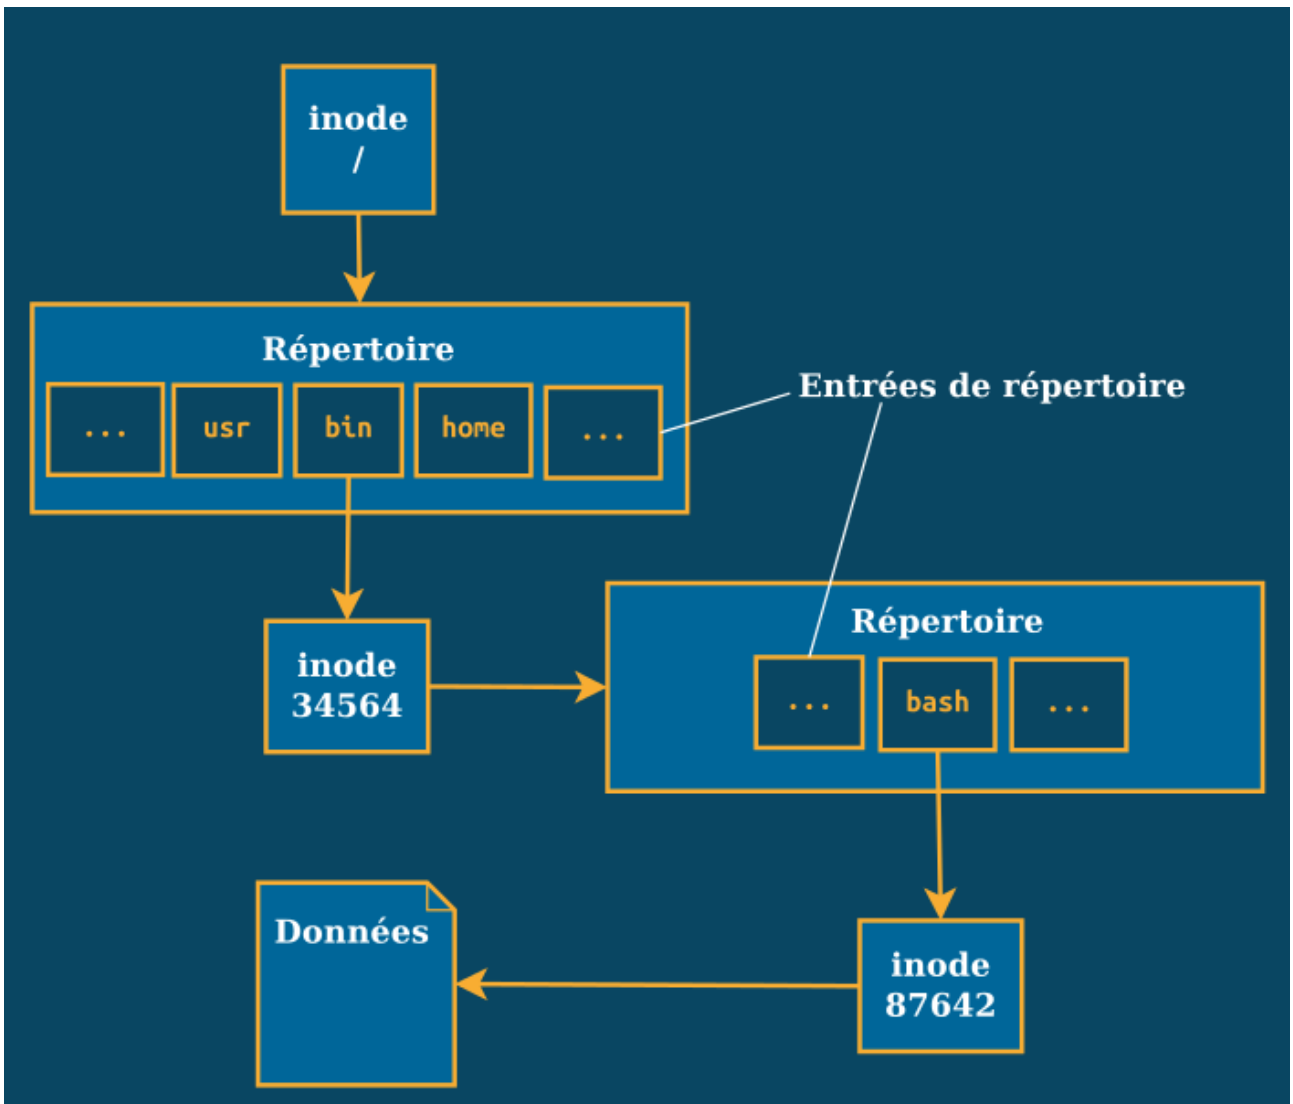 inode
/
Répertoire
... usr bin home ...
Entrées de répertoire
inode
34564
Répertoire
... bash ...
Données
inode
87642